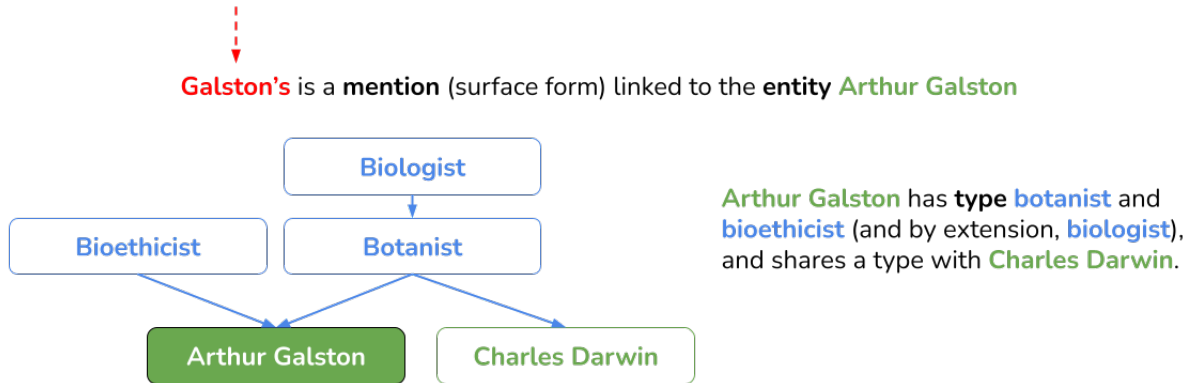 Galston’s is a mention (surface form) linked to the entity Arthur Galston
Biologist
Bioethicist
Botanist
Arthur Galston
Charles Darwin
Arthur Galston has type botanist and
bioethicist (and by extension, biologist),
and shares a type with Charles Darwin.